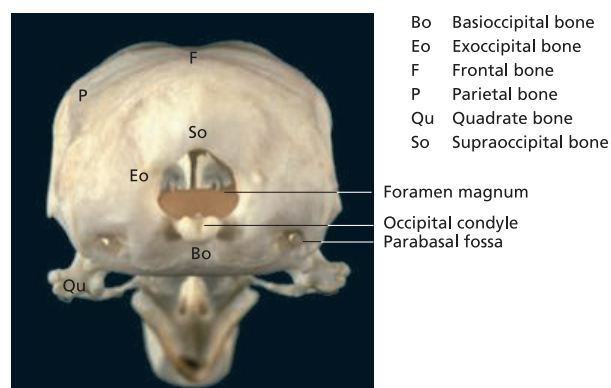 Bo Basioccipital bone
Eo Exoccipital bone
F Frontal bone
P Parietal bone
Qu Quadrate bone
So Supraoccipital bone
F
P
So
Eo
Foramen magnum
Occipital condyle
Parabasal fossa
Bo
Qu